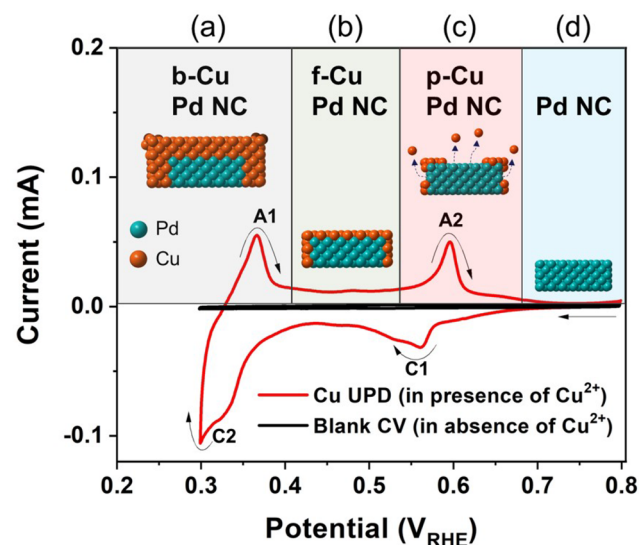 (a) (b) (c) (d)
0.2
b-Cu f-Cu p-Cu
Pd NC Pd NC Pd NC Pd NC
0.1
A1 A2
Pd
Cu
0.0
C1
Cu UPD (in presence of Cu²⁺)
Blank CV (in absence of Cu²⁺)
-0.1
C2
0.2 0.3 0.4 0.5 0.6 0.7 0.8
Current (mA)
Potential (V_RHE)